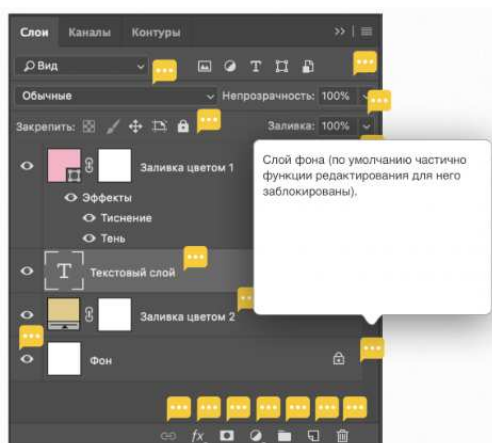 Слои Каналы Контуры
Вид
Обычные Непрозрачность: 100%
Закрепить: Заливка: 100%
Заливка цветом 1
Эффекты
Тиснение
Тень
T Текстовый слой
Заливка цветом 2
Фон
fx
Слой фона (по умолчанию частично
функции редактирования для него
заблокированы).